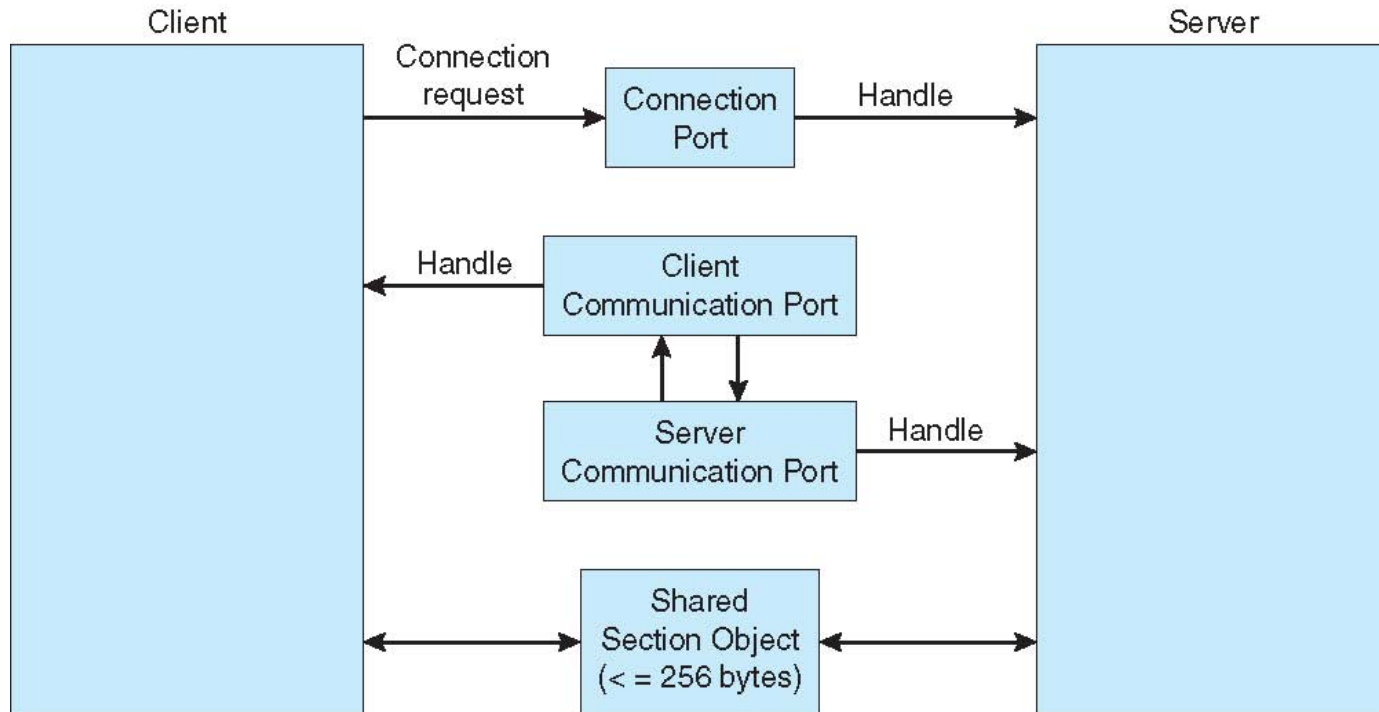 Client
Server
Connection
request
Connection
Port
Handle
Handle
Client
Communication Port
Server
Communication Port
Handle
Shared
Section Object
(< = 256 bytes)